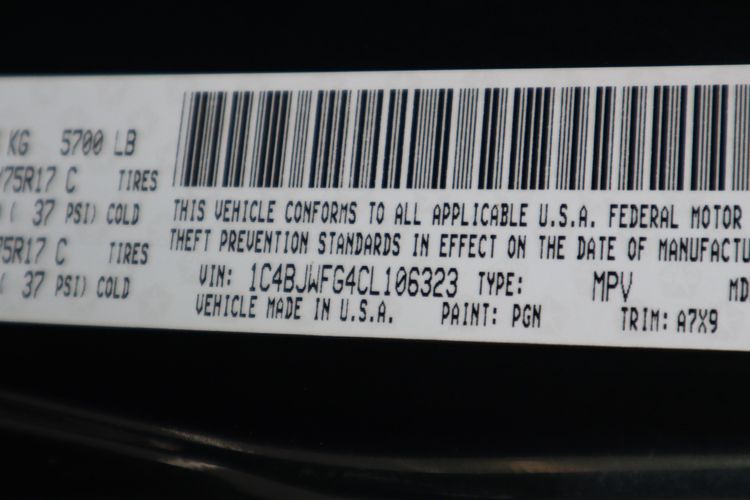 KG 5700 LB
75R17 C TIRES
( 37 PSI) COLD
75R17 C TIRES
( 37 PSI) COLD
THIS VEHICLE CONFORMS TO ALL APPLICABLE U.S.A. FEDERAL MOTOR
THEFT PREVENTION STANDARDS IN EFFECT ON THE DATE OF MANUFACTU
VIN: 1C4BJWFG4CL106323 TYPE: MPV MD
VEHICLE MADE IN U.S.A. PAINT: PGN TRIM: A7X9